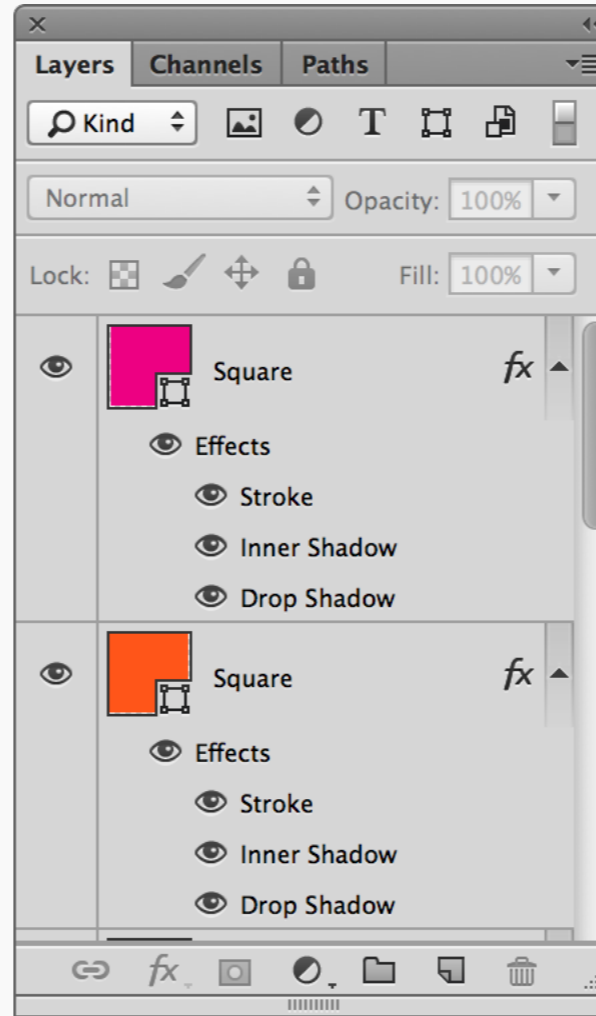 Layers Channels Paths
Kind T
Normal Opacity: 100%
Lock: Fill: 100%
Square fx
Effects
Stroke
Inner Shadow
Drop Shadow
Square fx
Effects
Stroke
Inner Shadow
Drop Shadow
fx